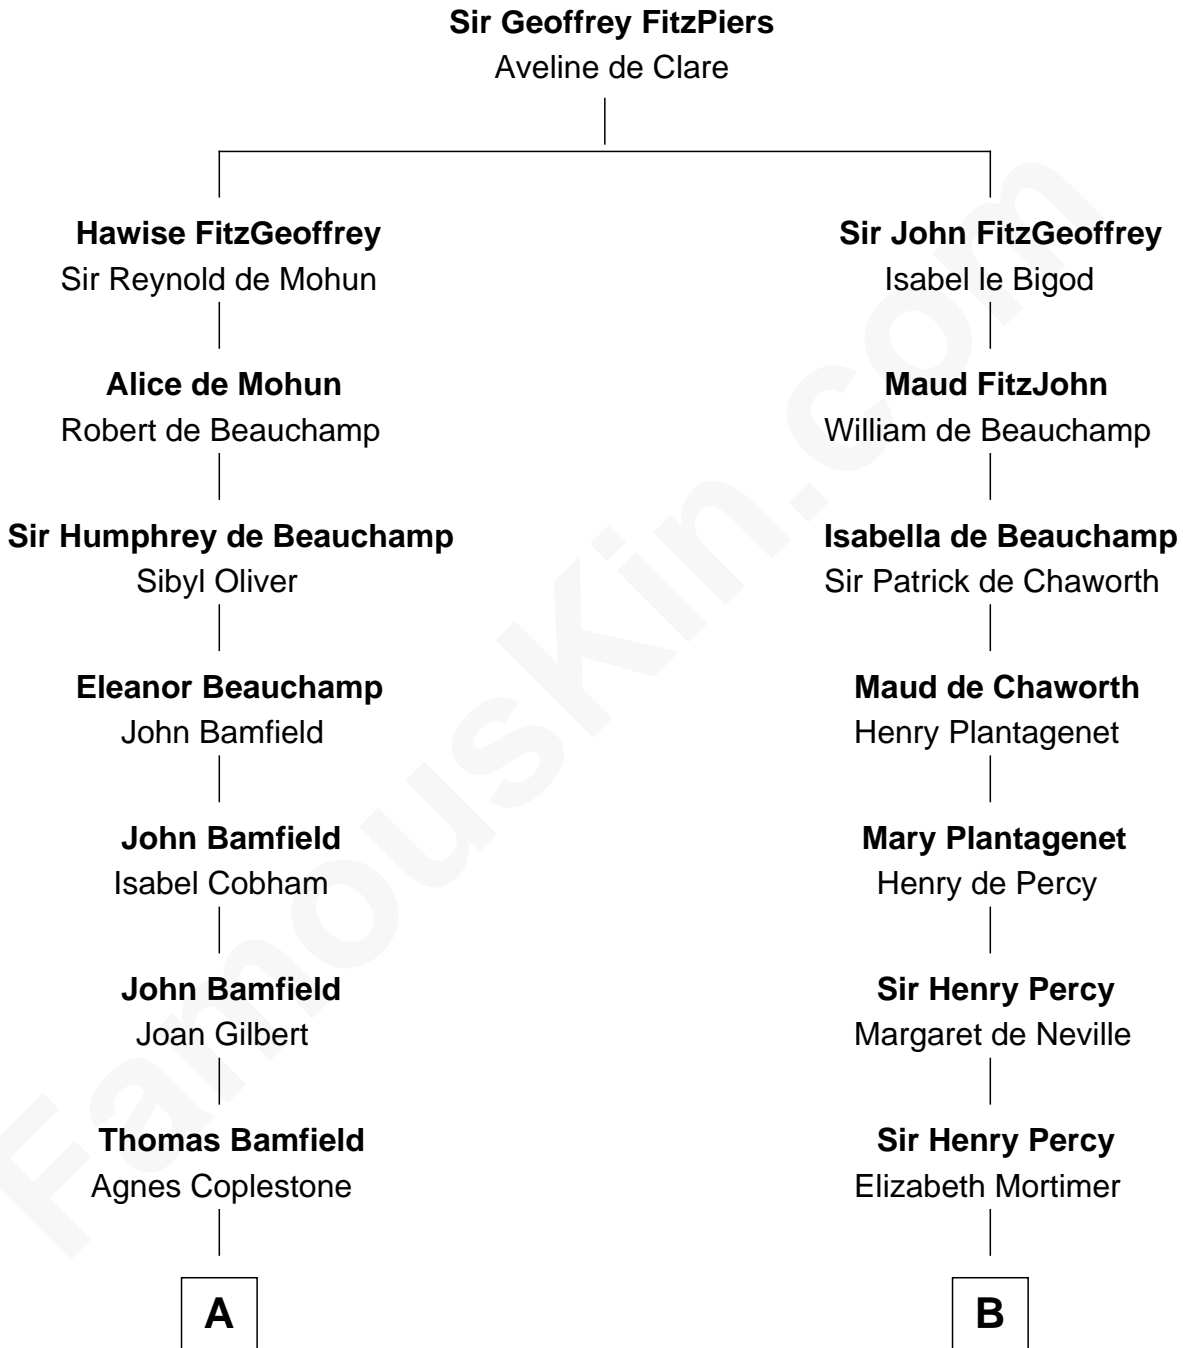 Sir Geoffrey FitzPiers
Aveline de Clare
Hawise FitzGeoffrey
Sir Reynold de Mohun
Alice de Mohun
Robert de Beauchamp
Sir Humphrey de Beauchamp
Sibyl Oliver
Eleanor Beauchamp
John Bamfield
John Bamfield
Isabel Cobham
John Bamfield
Joan Gilbert
Thomas Bamfield
Agnes Coplestone
A
Sir John FitzGeoffrey
Isabel le Bigod
Maud FitzJohn
William de Beauchamp
Isabella de Beauchamp
Sir Patrick de Chaworth
Maud de Chaworth
Henry Plantagenet
Mary Plantagenet
Henry de Percy
Sir Henry Percy
Margaret de Neville
Sir Henry Percy
Elizabeth Mortimer
B
FamousKin.com